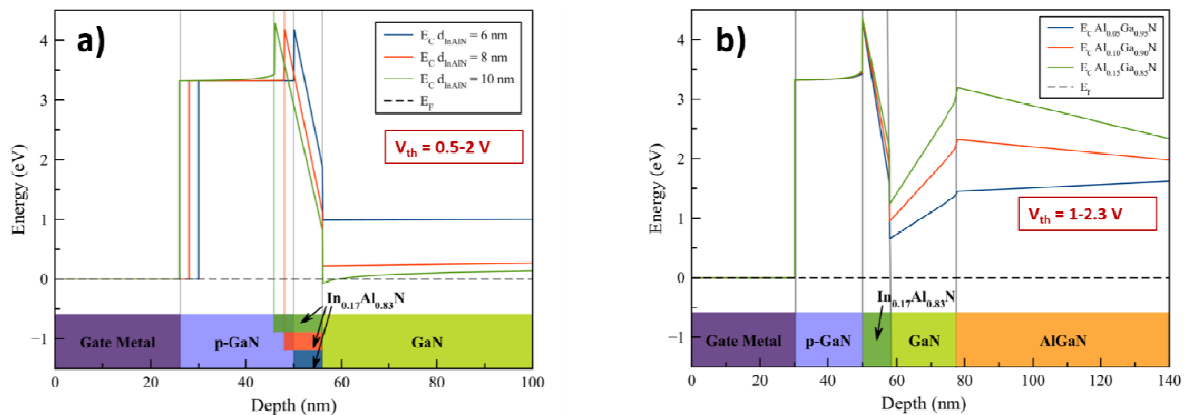 a)
E_C d_InAlN = 6 nm
E_C d_InAlN = 8 nm
E_C d_InAlN = 10 nm
E_F
V_th = 0.5-2 V
Energy (eV)
4
3
2
1
0
−1
In_0.17Al_0.83N
Gate Metal
p-GaN
GaN
0
20
40
60
80
100
Depth (nm)
b)
E_C Al_0.05Ga_0.95N
E_C Al_0.10Ga_0.90N
E_C Al_0.15Ga_0.85N
E_F
V_th = 1-2.3 V
Energy (eV)
4
3
2
1
0
−1
In_0.17Al_0.83N
Gate Metal
p-GaN
GaN
AlGaN
0
20
40
60
80
100
120
140
Depth (nm)